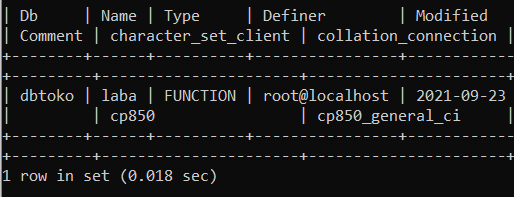 | Db     | Name | Type     | Definer        | Modified
| Comment | character_set_client | collation_connection |
+--------+------+----------+----------------+-----------
+---------+----------------------+----------------------+
| dbtoko | laba | FUNCTION | root@localhost | 2021-09-23
|         | cp850                | cp850_general_ci     |
+--------+------+----------+----------------+-----------
+---------+----------------------+----------------------+
1 row in set (0.018 sec)